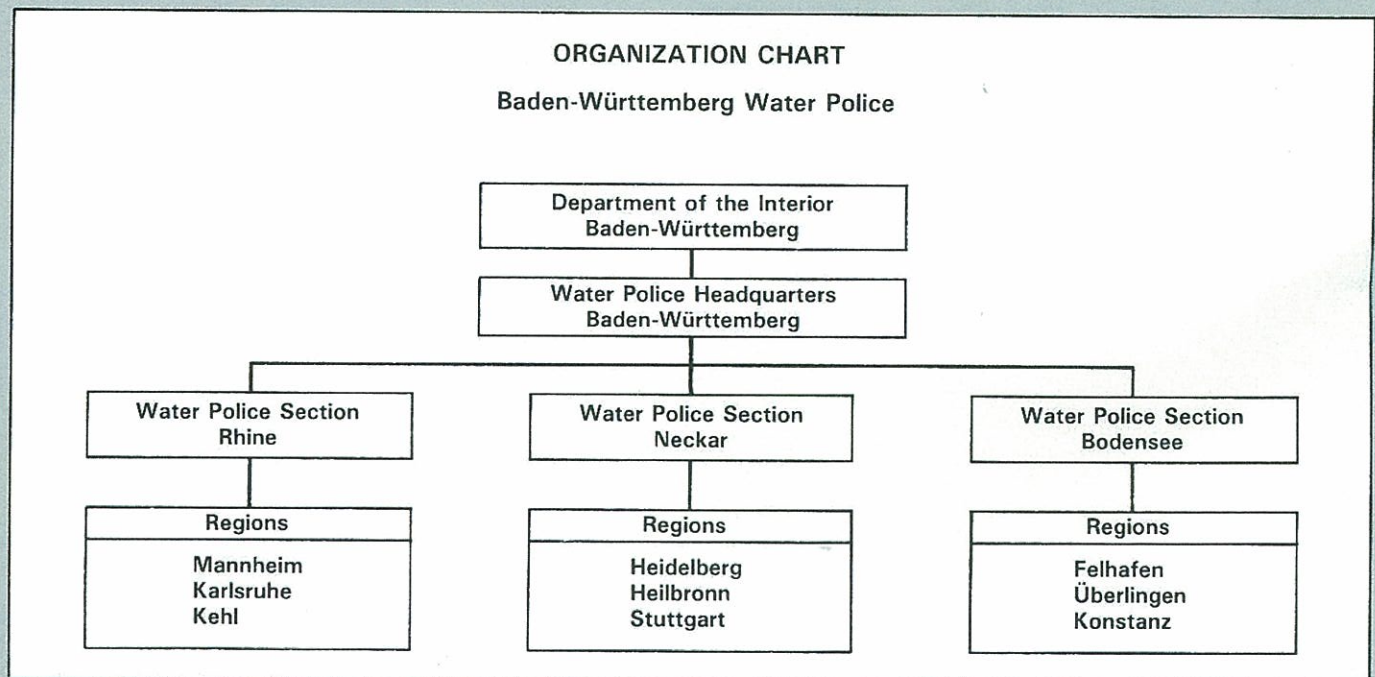 ORGANIZATION CHART
Baden-Württemberg Water Police
Department of the Interior
Baden-Württemberg
Water Police Headquarters
Baden-Württemberg
Water Police Section
Rhine
Water Police Section
Neckar
Water Police Section
Bodensee
Regions
Mannheim
Karlsruhe
Kehl
Regions
Heidelberg
Heilbronn
Stuttgart
Regions
Felhafen
Überlingen
Konstanz